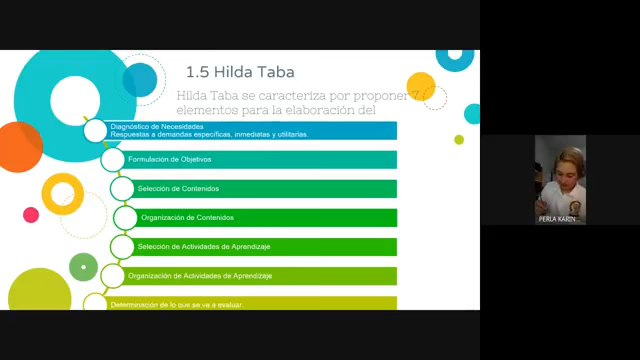 1.5 Hilda Taba
Hilda Taba se caracteriza por proponer 7
elementos para la elaboración del
Diagnóstico de Necesidades
Respuestas a demandas específicas, inmediatas y utilitarias.
Formulación de Objetivos
Selección de Contenidos
Organización de Contenidos
Selección de Actividades de Aprendizaje
Organización de Actividades de Aprendizaje
Determinación de lo que se va a evaluar.
PERLA KARIN...